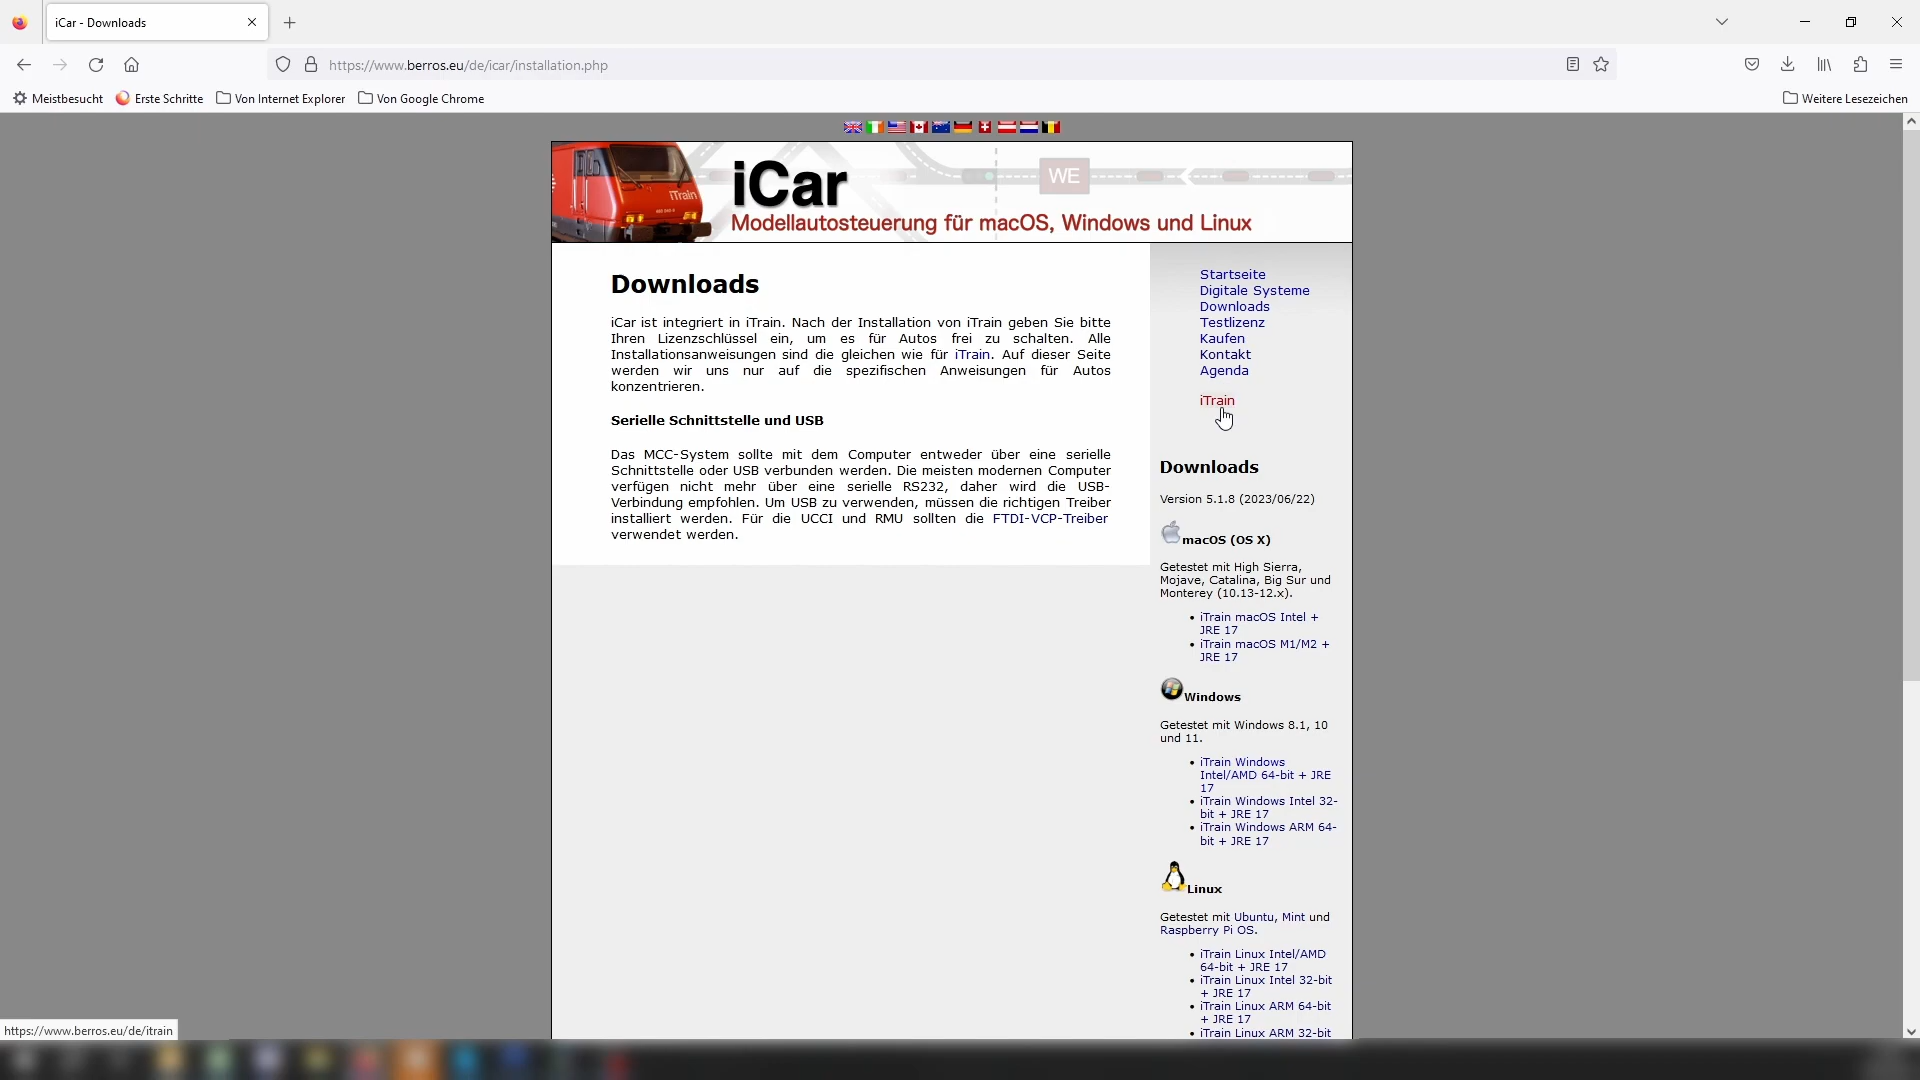 iCar - Downloads
https://www.berros.eu/de/icar/installation.php
Meistbesucht
Erste Schritte
Von Internet Explorer
Von Google Chrome
Weitere Lesezeichen
iTrain
iCar
WE
Modellautosteuerung für macOS, Windows und Linux
Downloads
iCar ist integriert in iTrain. Nach der Installation von iTrain geben Sie bitte
Ihren Lizenzschlüssel ein, um es für Autos frei zu schalten. Alle
Installationsanweisungen sind die gleichen wie für iTrain. Auf dieser Seite
werden wir uns nur auf die spezifischen Anweisungen für Autos
konzentrieren.
Serielle Schnittstelle und USB
Das MCC-System sollte mit dem Computer entweder über eine serielle
Schnittstelle oder USB verbunden werden. Die meisten modernen Computer
verfügen nicht mehr über eine serielle RS232, daher wird die USB-
Verbindung empfohlen. Um USB zu verwenden, müssen die richtigen Treiber
installiert werden. Für die UCCI und RMU sollten die FTDI-VCP-Treiber
verwendet werden.
Startseite
Digitale Systeme
Downloads
Testlizenz
Kaufen
Kontakt
Agenda
iTrain
Downloads
Version 5.1.8 (2023/06/22)
macOS (OS X)
Getestet mit High Sierra,
Mojave, Catalina, Big Sur und
Monterey (10.13-12.x).
• iTrain macOS Intel +
JRE 17
• iTrain macOS M1/M2 +
JRE 17
Windows
Getestet mit Windows 8.1, 10
und 11.
• iTrain Windows
Intel/AMD 64-bit + JRE
17
• iTrain Windows Intel 32-
bit + JRE 17
• iTrain Windows ARM 64-
bit + JRE 17
Linux
Getestet mit Ubuntu, Mint und
Raspberry Pi OS.
• iTrain Linux Intel/AMD
64-bit + JRE 17
• iTrain Linux Intel 32-bit
+ JRE 17
• iTrain Linux ARM 64-bit
+ JRE 17
• iTrain Linux ARM 32-bit
https://www.berros.eu/de/itrain